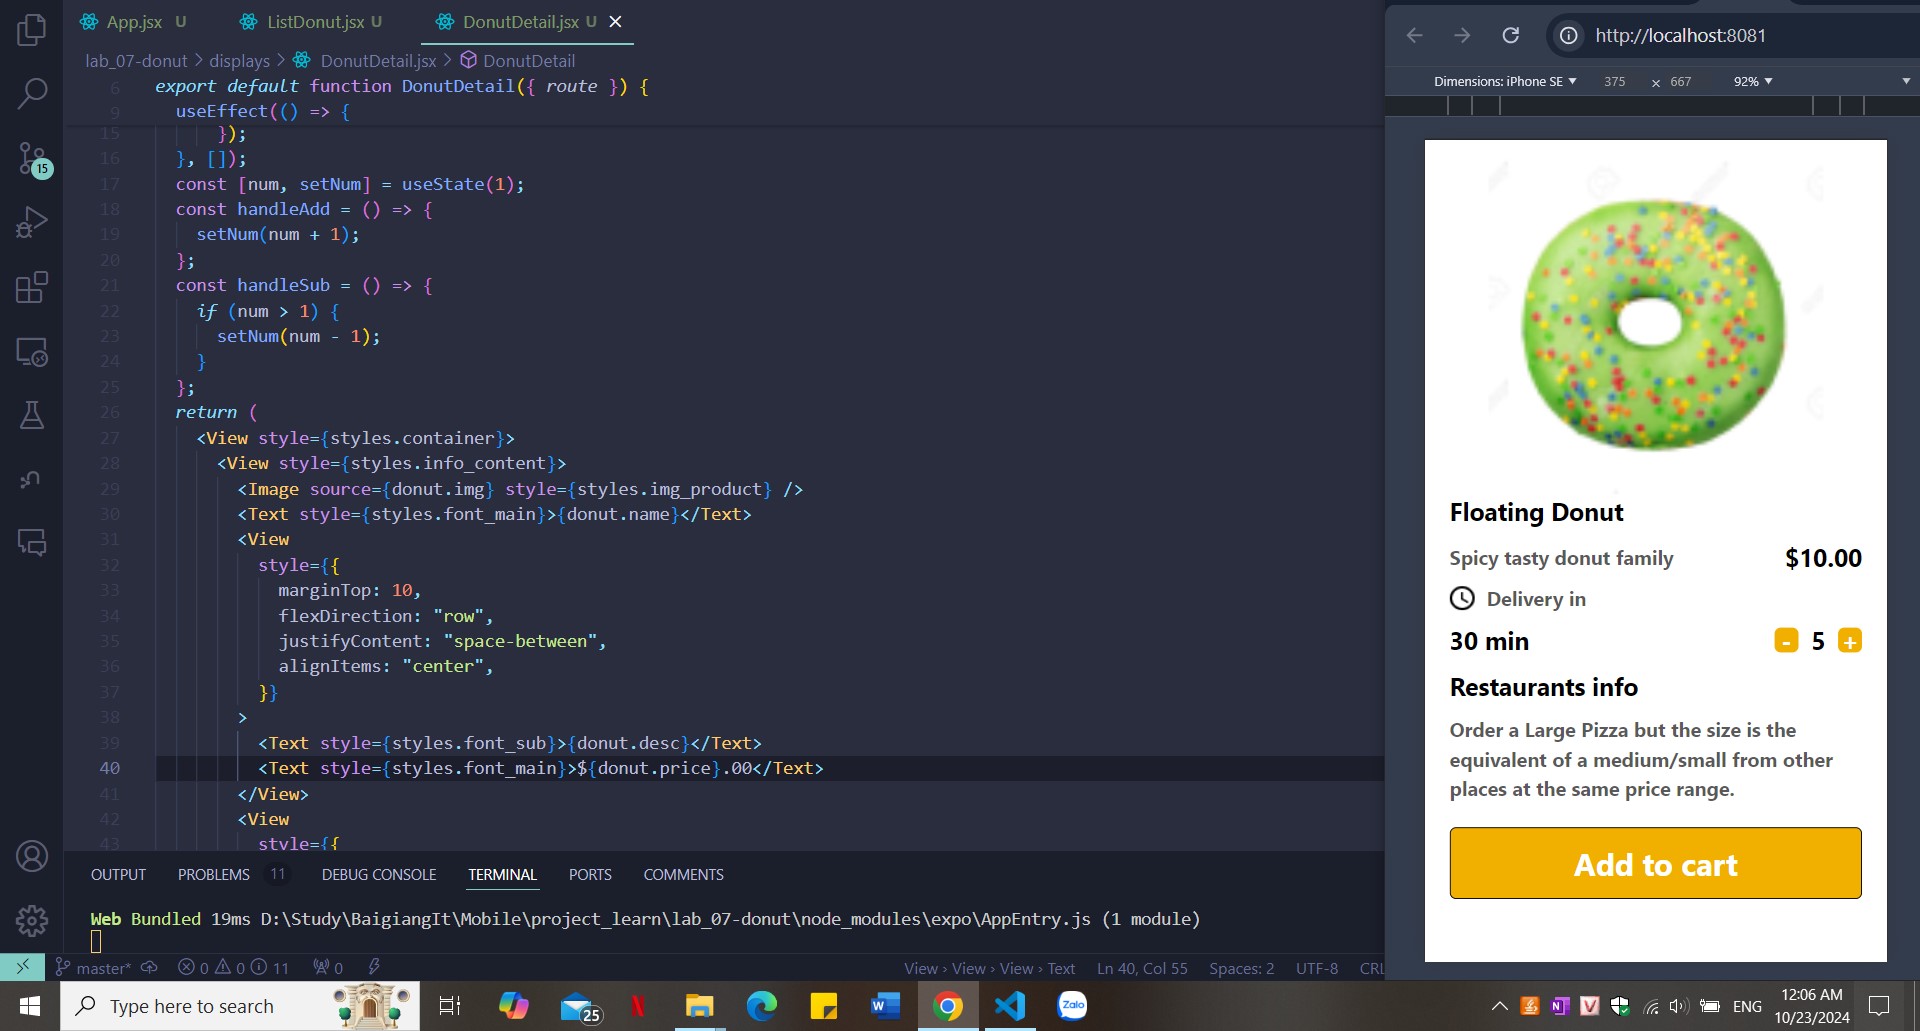 App.jsx U ListDonut.jsx U DonutDetail.jsx U
lab_07-donut > displays > DonutDetail.jsx > DonutDetail
6 export default function DonutDetail({ route }) {
9 useEffect(() => {
15 });
16 }, []);
17 const [num, setNum] = useState(1);
18 const handleAdd = () => {
19 setNum(num + 1);
20 };
21 const handleSub = () => {
22 if (num > 1) {
23 setNum(num - 1);
24 }
25 };
26 return (
27 <View style={styles.container}>
28 <View style={styles.info_content}>
29 <Image source={donut.img} style={styles.img_product} />
30 <Text style={styles.font_main}>{donut.name}</Text>
31 <View
32 style={{
33 marginTop: 10,
34 flexDirection: "row",
35 justifyContent: "space-between",
36 alignItems: "center",
37 }}
38 >
39 <Text style={styles.font_sub}>{donut.desc}</Text>
40 <Text style={styles.font_main}>${donut.price}.00</Text>
41 </View>
42 <View
43 style={{
15
OUTPUT PROBLEMS 11 DEBUG CONSOLE TERMINAL PORTS COMMENTS
Web Bundled 19ms D:\Study\BaigiangIt\Mobile\project_learn\lab_07-donut\node_modules\expo\AppEntry.js (1 module)
master* 0 0 11 0 View > View > View > Text Ln 40, Col 55 Spaces: 2 UTF-8 CRL
http://localhost:8081
Dimensions: iPhone SE 375 x 667 92%
Floating Donut
Spicy tasty donut family $10.00
Delivery in
30 min - 5 +
Restaurants info
Order a Large Pizza but the size is the
equivalent of a medium/small from other
places at the same price range.
Add to cart
Type here to search 25 Zalo ENG 12:06 AM
10/23/2024